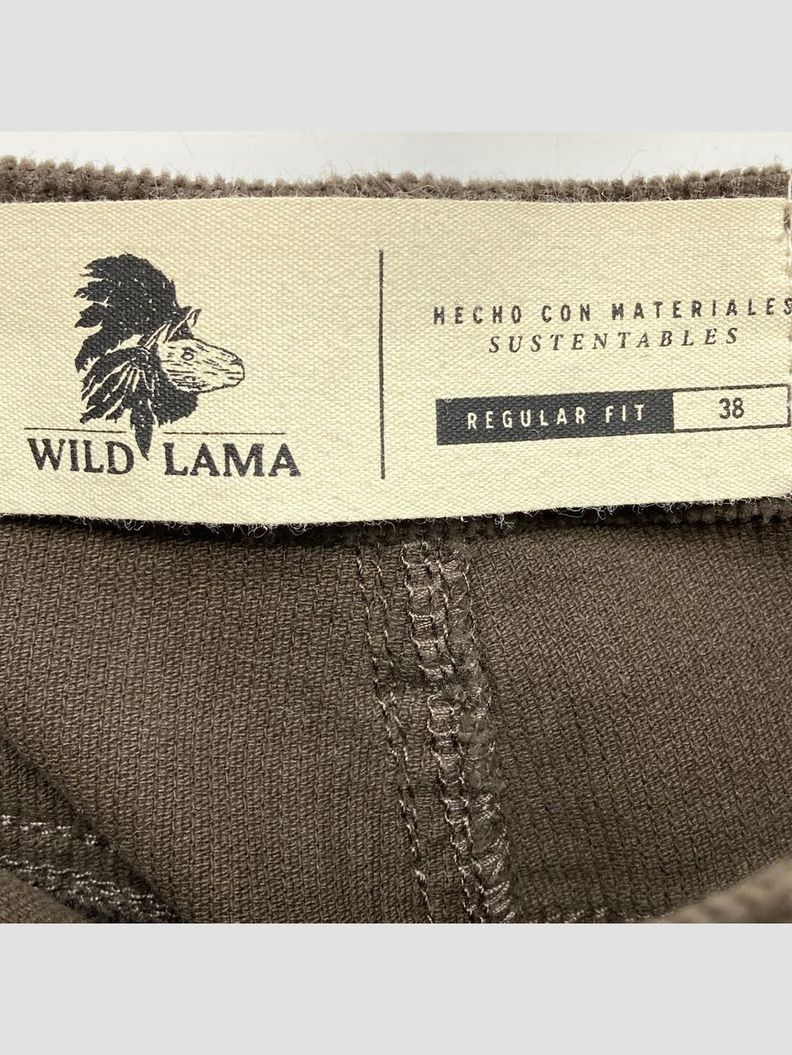 WILD LAMA
HECHO CON MATERIALES
SUSTENTABLES
REGULAR FIT 38